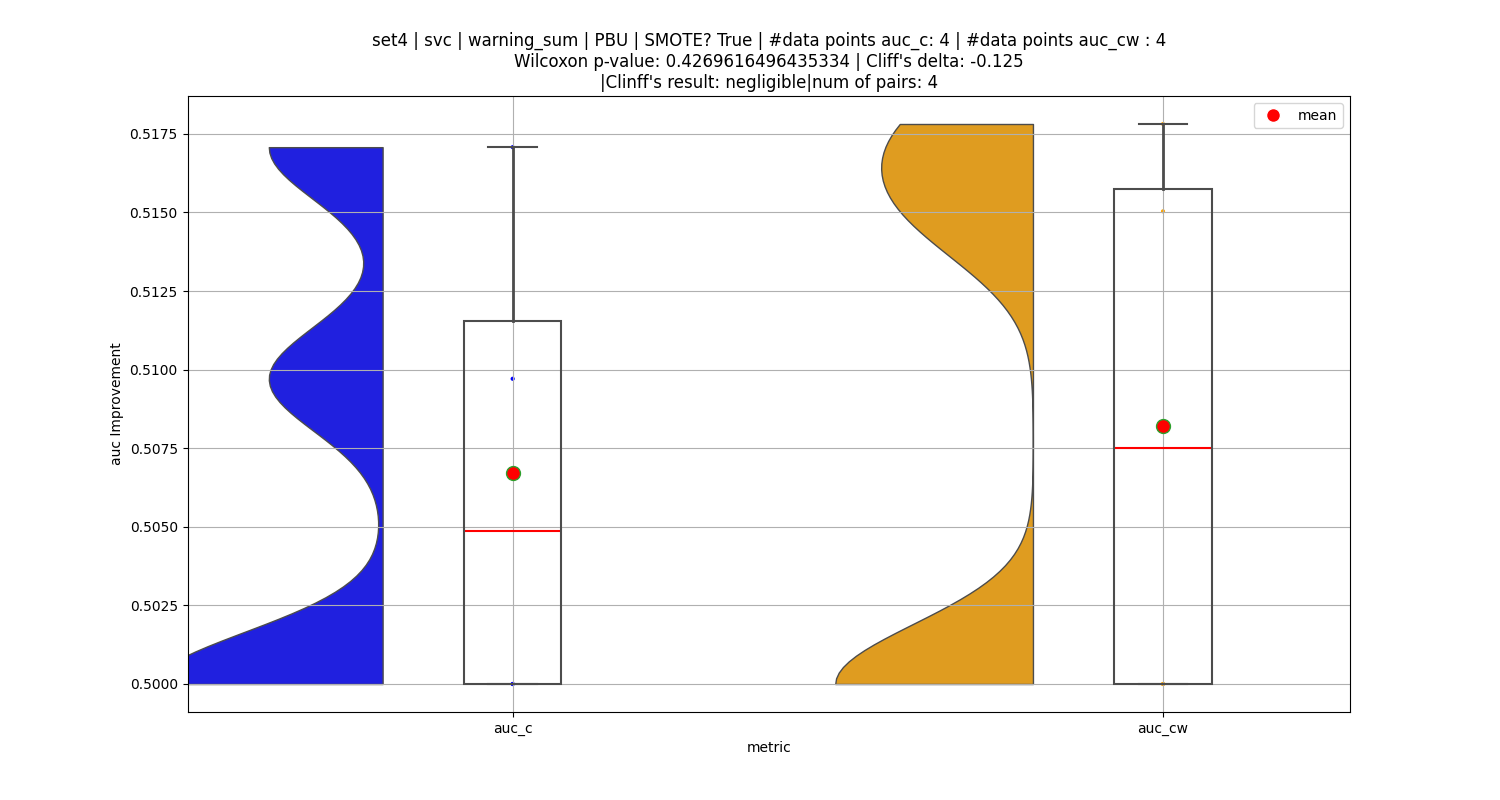 set4 | svc | warning_sum | PBU | SMOTE? True | #data points auc_c: 4 | #data points auc_cw : 4
Wilcoxon p-value: 0.4269616496435334 | Cliff's delta: -0.125
|Clinff's result: negligible|num of pairs: 4
mean
0.5175
0.5150
0.5125
0.5100
0.5075
0.5050
0.5025
0.5000
auc Improvement
auc_c
auc_cw
metric